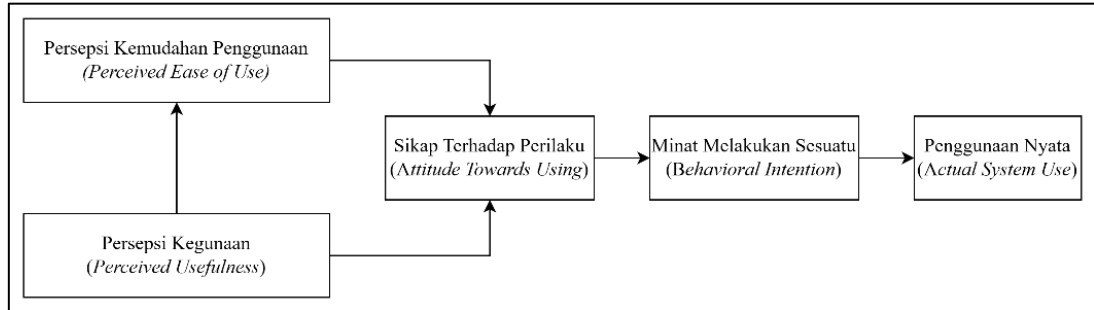 Persepsi Kemudahan Penggunaan
(Perceived Ease of Use)
Sikap Terhadap Perilaku
(Attitude Towards Using)
Minat Melakukan Sesuatu
(Behavioral Intention)
Penggunaan Nyata
(Actual System Use)
Persepsi Kegunaan
(Perceived Usefulness)